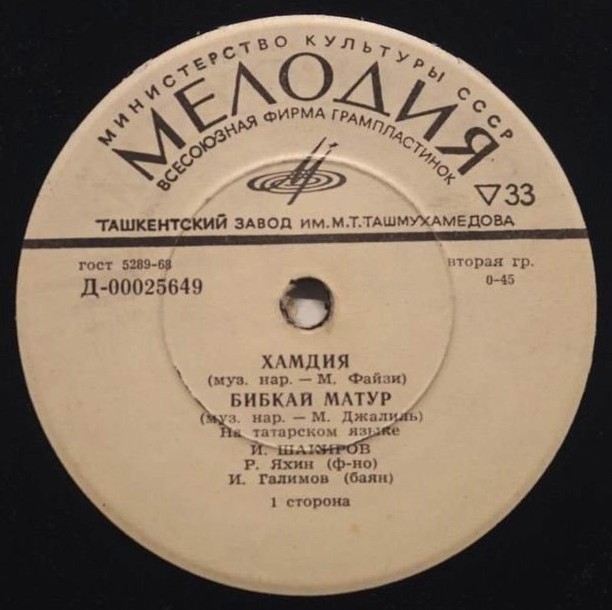 МИНИСТЕРСТВО КУЛЬТУРЫ СССР
МЕЛОДИЯ
ВСЕСОЮЗНАЯ ФИРМА ГРАМПЛАСТИНОК
▽33
ТАШКЕНТСКИЙ ЗАВОД ИМ. М.Т. ТАШМУХАМЕДОВА
гост 5289-68
вторая гр.
Д-00025649
0-45
ХАМДИЯ
(муз. нар. — М. Файзи)
БИБКАЙ МАТУР
(муз. нар. — М. Джалиль)
На татарском языке
И. ШАКИРОВ
Р. Яхин (ф-но)
И. Галимов (баян)
1 сторона